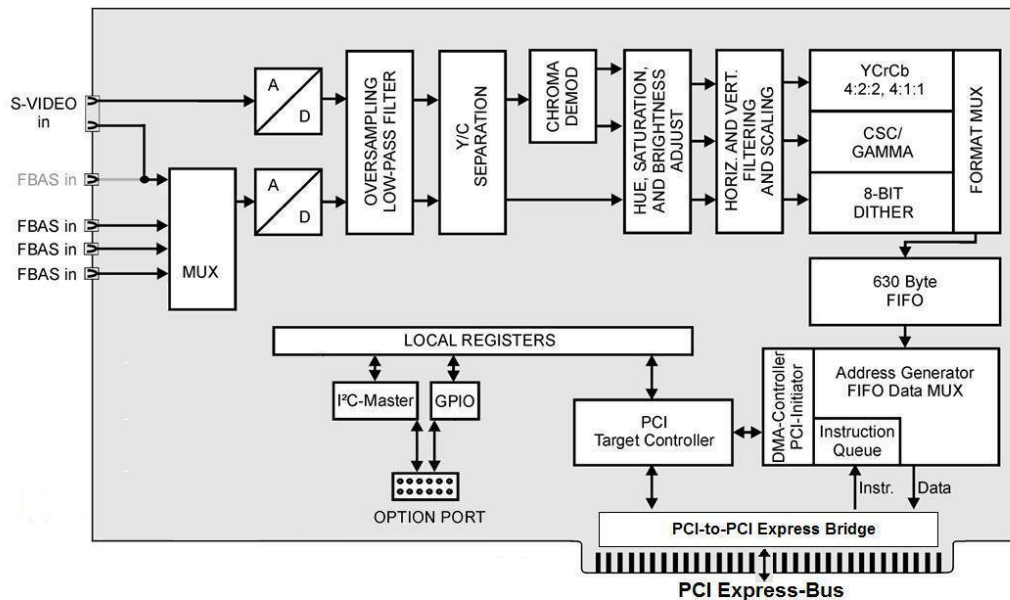 S-VIDEO
in
FBAS in
FBAS in
FBAS in
FBAS in
MUX
A
D
A
D
OVERSAMPLING
LOW-PASS FILTER
Y/C
SEPARATION
CHROMA
DEMOD
HUE, SATURATION,
AND BRIGHTNESS
ADJUST
HORIZ. AND VERT.
FILTERING
AND SCALING
YCrCb
4:2:2, 4:1:1
CSC/
GAMMA
8-BIT
DITHER
FORMAT MUX
630 Byte
FIFO
LOCAL REGISTERS
I²C-Master
GPIO
OPTION PORT
PCI
Target Controller
DMA-Controller
PCI-Initiator
Address Generator
FIFO Data MUX
Instruction
Queue
Instr.
Data
PCI-to-PCI Express Bridge
PCI Express-Bus